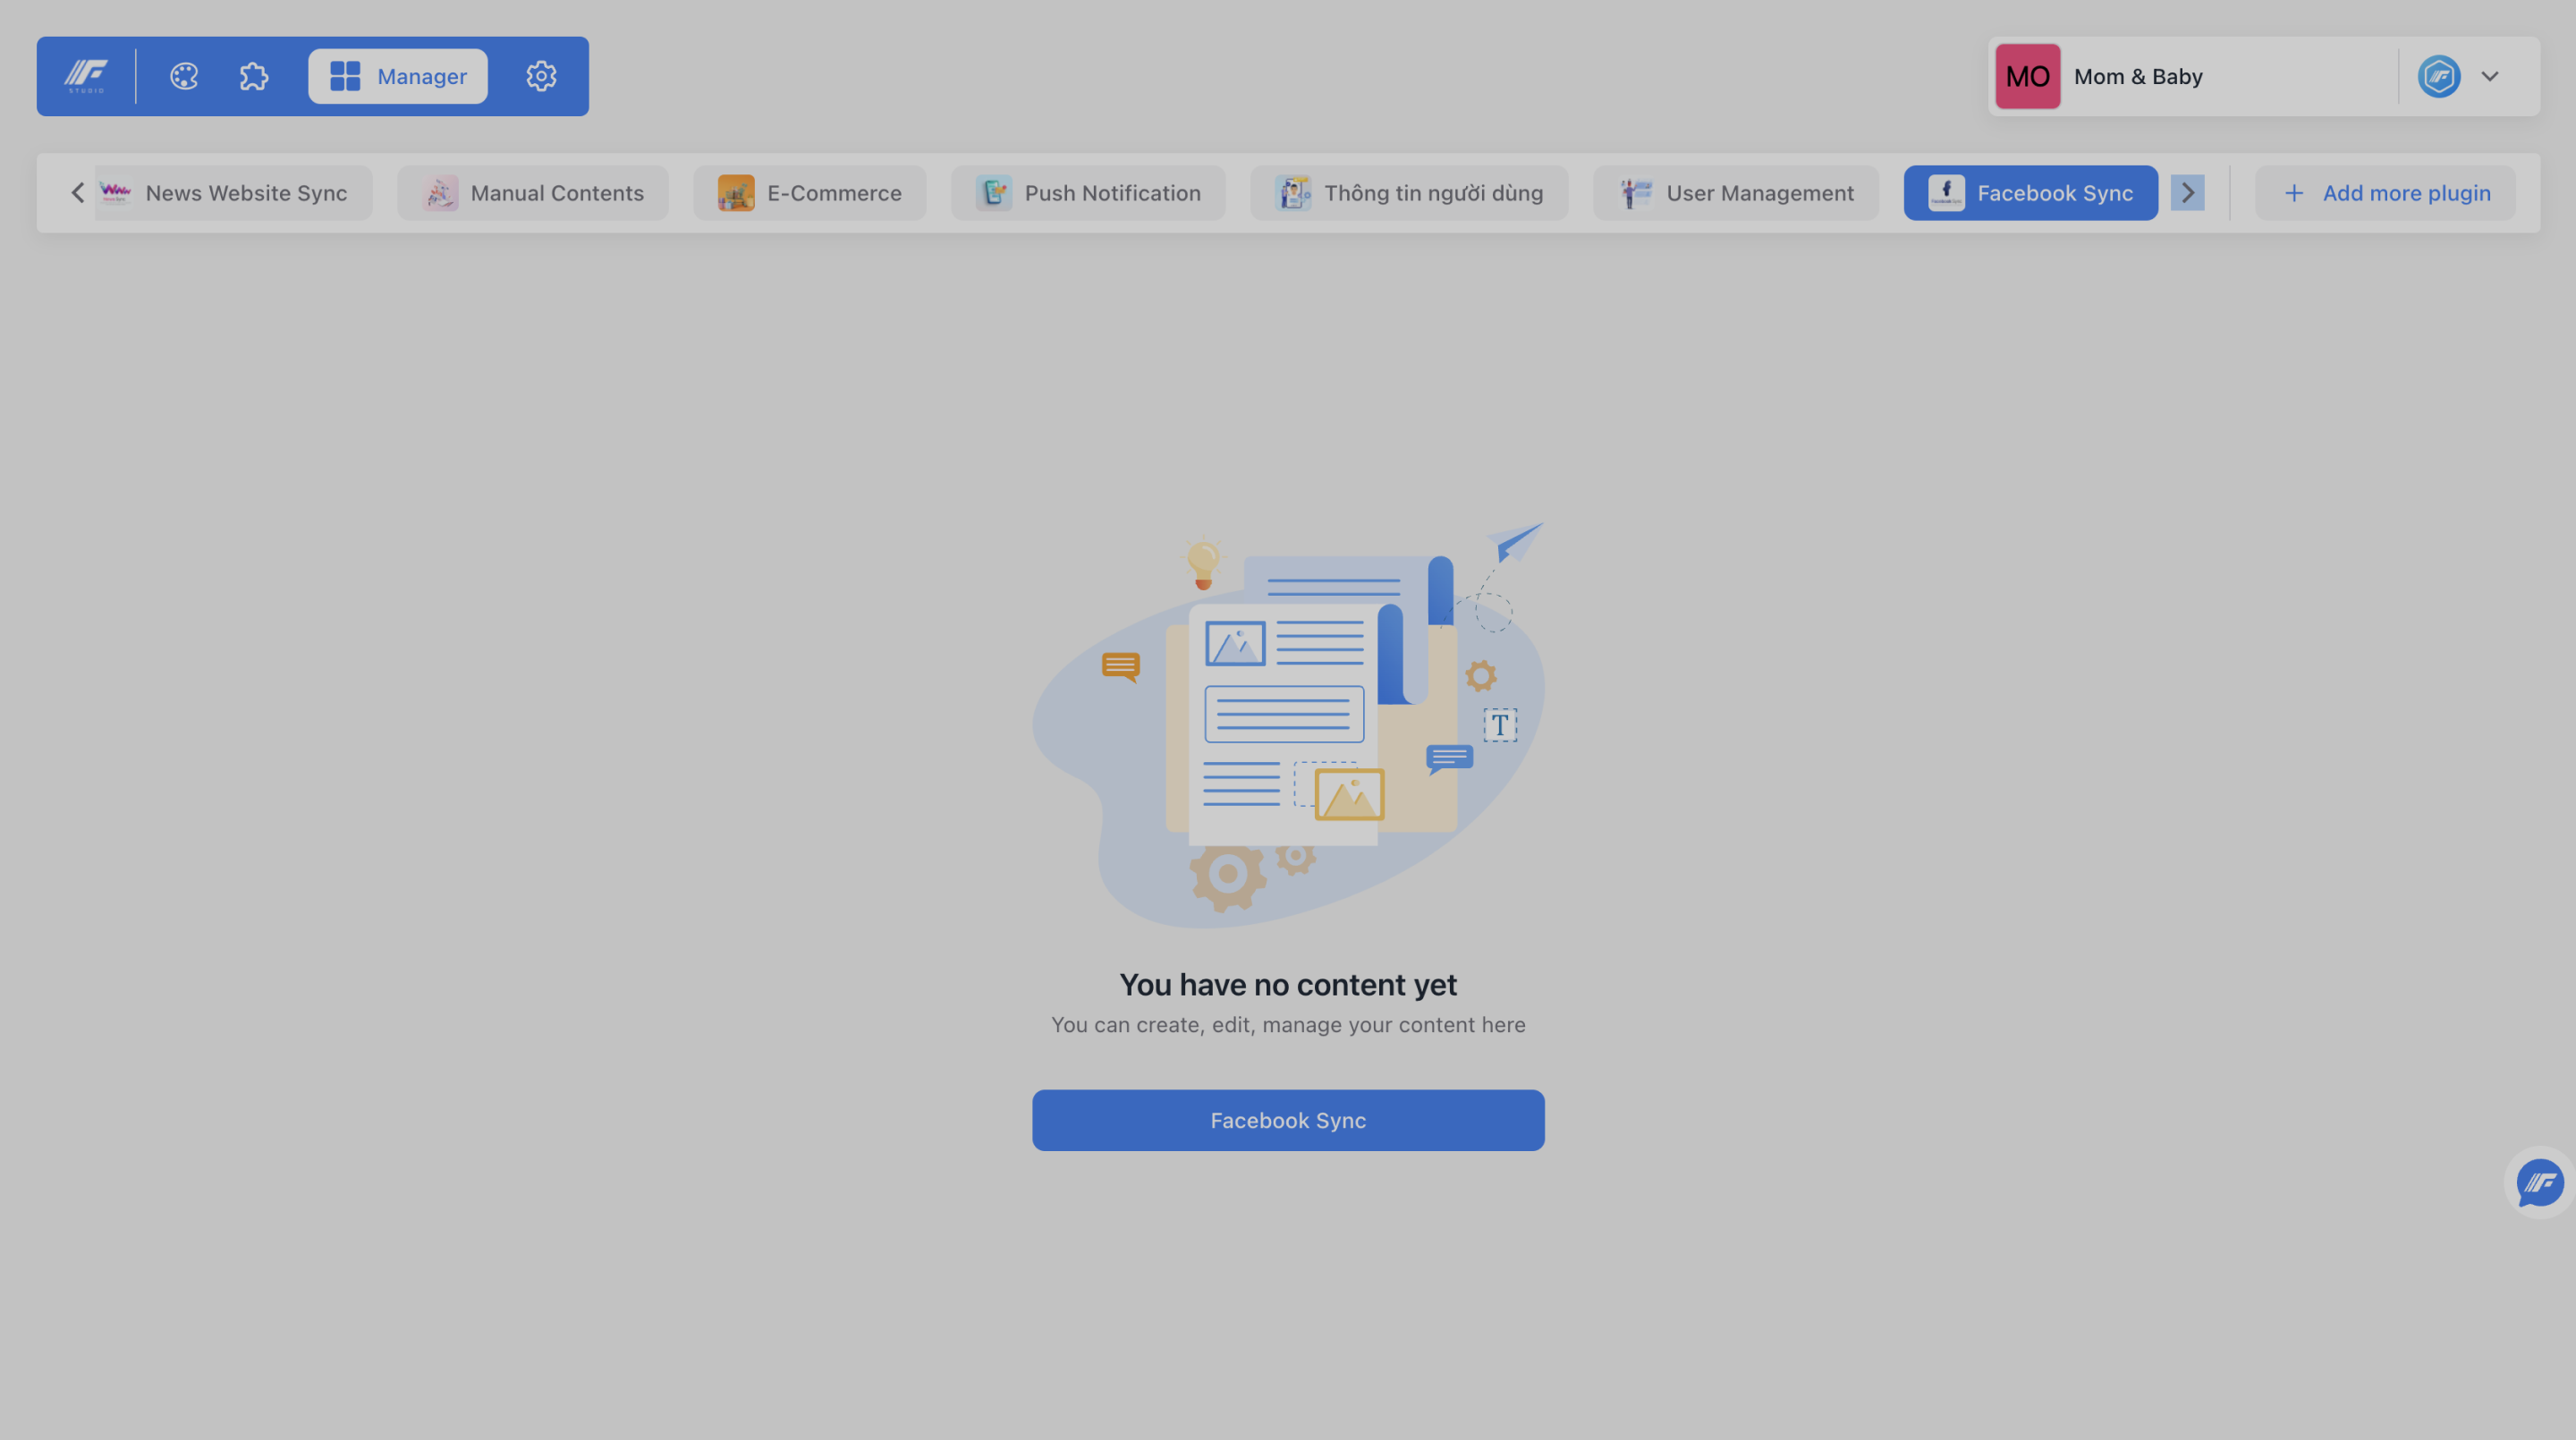 STUDIO
Manager
MO
Mom & Baby
News Website Sync
Manual Contents
E-Commerce
Push Notification
Thông tin người dùng
User Management
Facebook Sync
Add more plugin
T
You have no content yet
You can create, edit, manage your content here
Facebook Sync